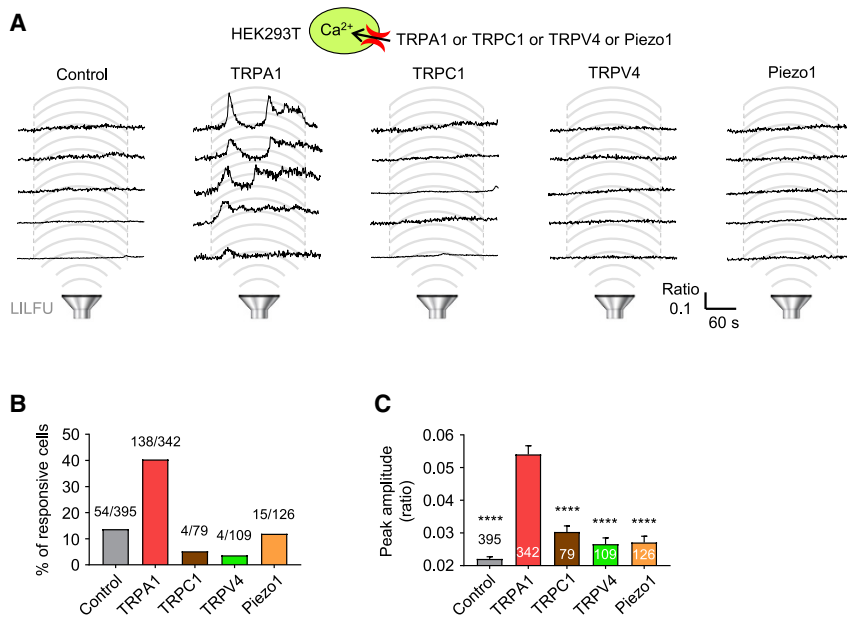 A
HEK293T
Ca2+
TRPA1 or TRPC1 or TRPV4 or Piezo1
Control
TRPA1
TRPC1
TRPV4
Piezo1
LILFU
Ratio
0.1
60 s
B
% of responsive cells
50
40
30
20
10
0
54/395
138/342
4/79
4/109
15/126
Control
TRPA1
TRPC1
TRPV4
Piezo1
C
Peak amplitude
(ratio)
0.06
0.05
0.04
0.03
0.02
****
395
342
****
79
****
109
****
126
Control
TRPA1
TRPC1
TRPV4
Piezo1